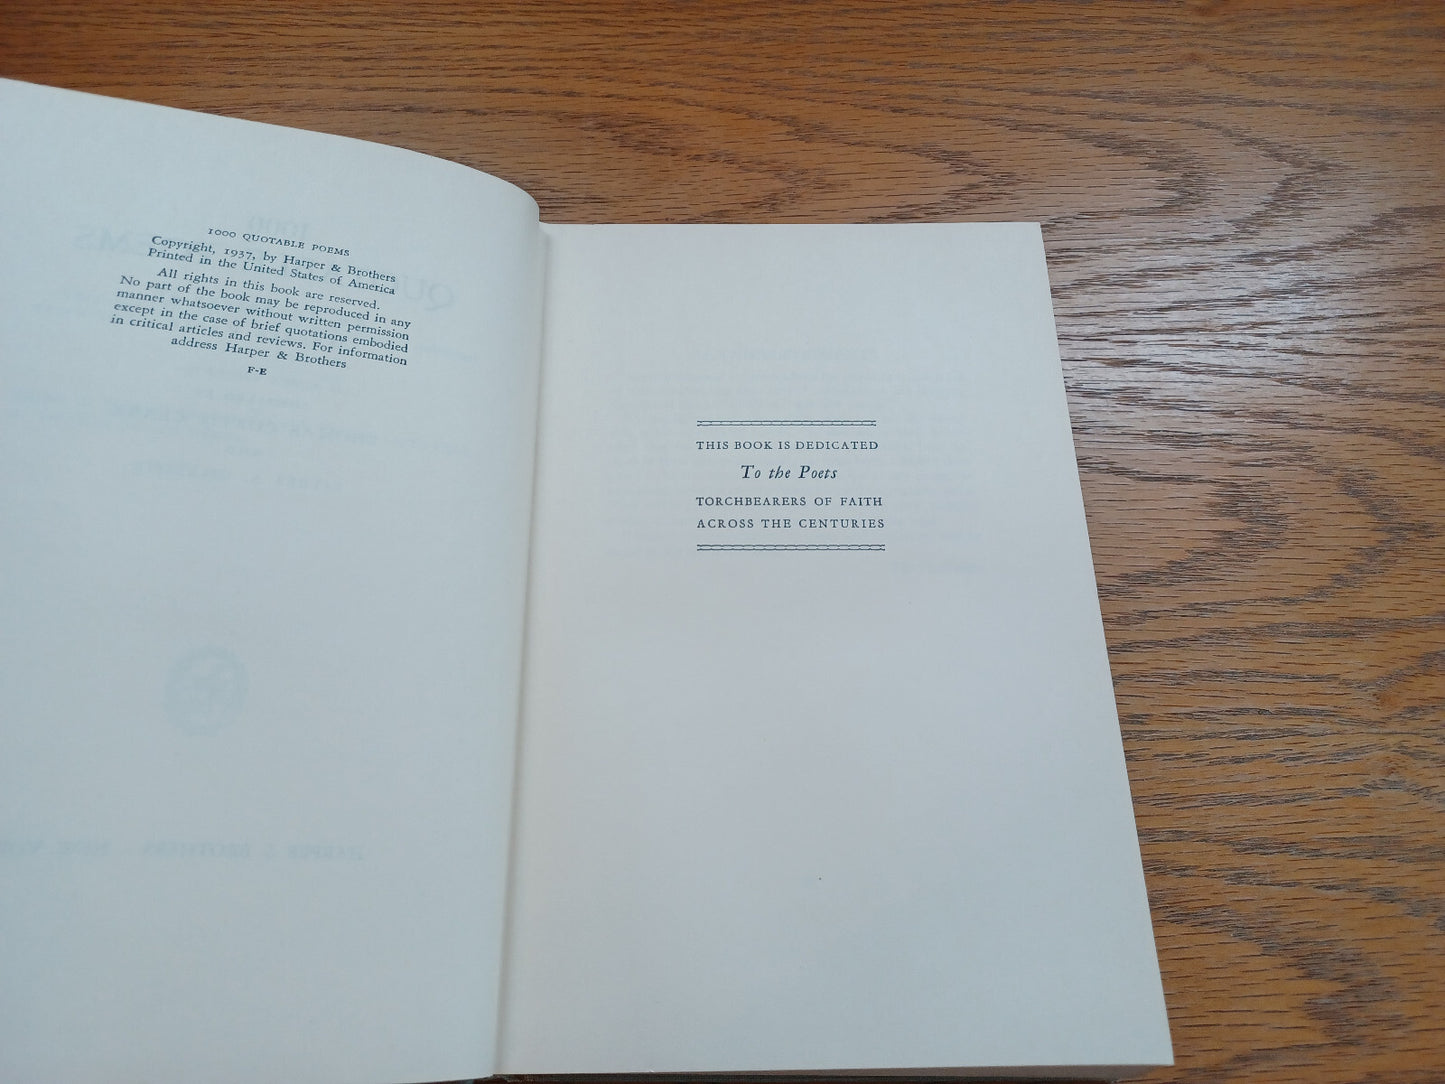 1000 QUOTABLE POEMS
Copyright, 1937, by Harper & Brothers
Printed in the United States of America
All rights in this book are reserved.
No part of the book may be reproduced in any
manner whatsoever without written permission
except in the case of brief quotations embodied
in critical articles and reviews. For information
address Harper & Brothers
F-E
THIS BOOK IS DEDICATED
To the Poets
TORCHBEARERS OF FAITH
ACROSS THE CENTURIES